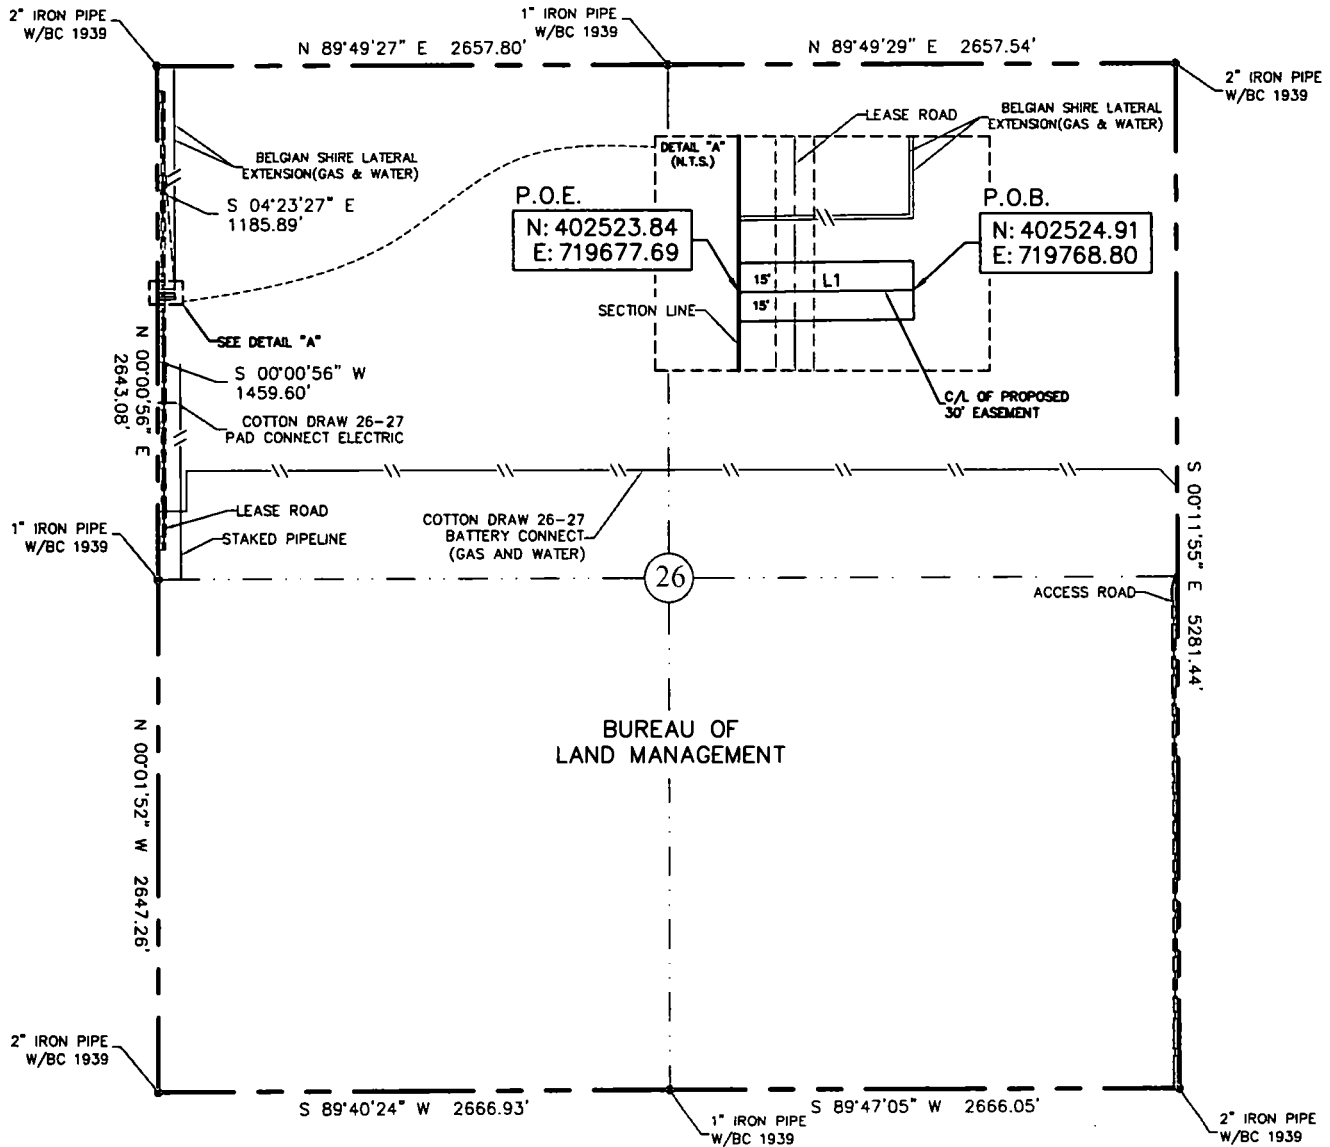 2" IRON PIPE
W/BC 1939
N 89°49'27" E 2657.80'
1" IRON PIPE
W/BC 1939
N 89°49'29" E 2657.54'
2" IRON PIPE
W/BC 1939
BELGIAN SHIRE LATERAL
EXTENSION(GAS & WATER)
S 04°23'27" E
1185.89'
DETAIL "A"
(N.T.S.)
LEASE ROAD
BELGIAN SHIRE LATERAL
EXTENSION(GAS & WATER)
P.O.E.
N: 402523.84
E: 719677.69
P.O.B.
N: 402524.91
E: 719768.80
15'
L1
15'
SECTION LINE
C/L OF PROPOSED
30' EASEMENT
SEE DETAIL "A"
N 00°00'56" E
2643.08'
S 00°00'56" W
1459.60'
COTTON DRAW 26-27
PAD CONNECT ELECTRIC
LEASE ROAD
STAKED PIPELINE
1" IRON PIPE
W/BC 1939
COTTON DRAW 26-27
BATTERY CONNECT
(GAS AND WATER)
26
S 00°11'55" E 5281.44'
ACCESS ROAD
BUREAU OF
LAND MANAGEMENT
N 00°01'52" W 2647.26'
2" IRON PIPE
W/BC 1939
S 89°40'24" W 2666.93'
1" IRON PIPE
W/BC 1939
S 89°47'05" W 2666.05'
2" IRON PIPE
W/BC 1939